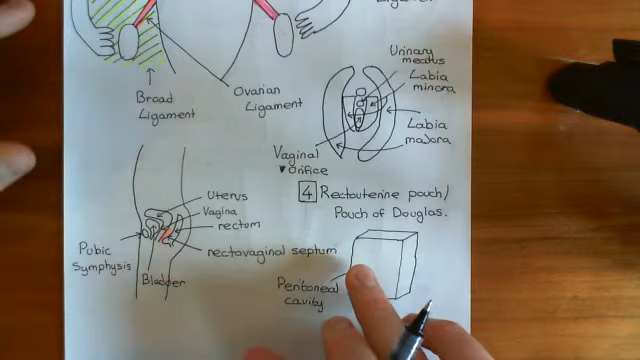 Ligament.
Broad
Ligament
Ovarian
Ligament
Urinary
meatus
Labia
minora
Labia
majora
Vaginal
orifice
4 Rectouterine pouch/
Pouch of Douglas.
Uterus
Vagina
rectum
rectovaginal septum
Pubic
Symphysis
Bladder
Peritoneal
cavity